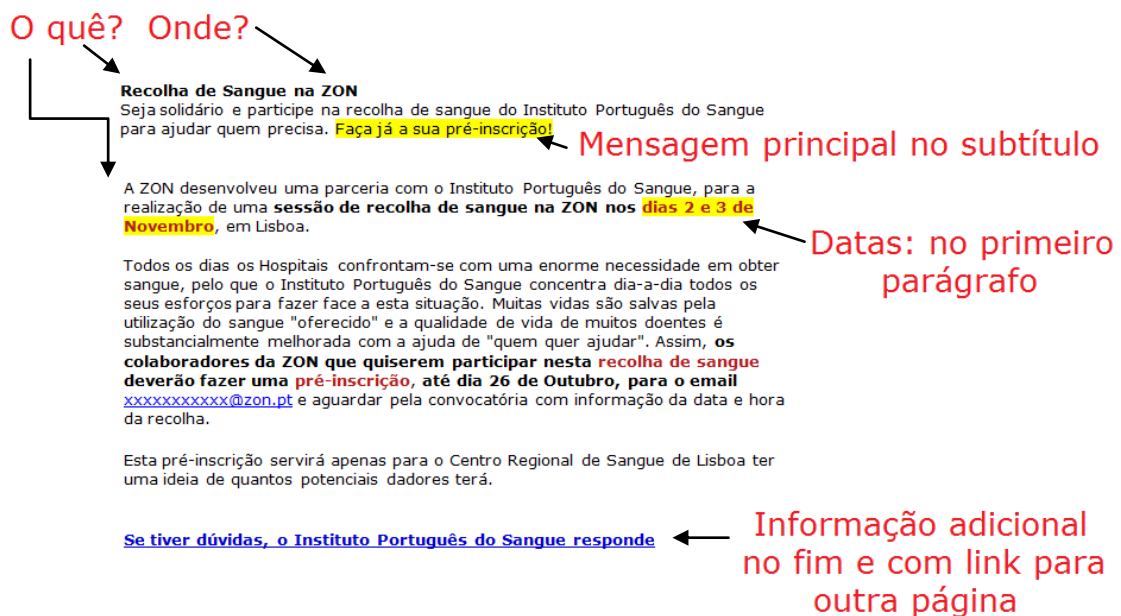 O quê? Onde?
Recolha de Sangue na ZON
Seja solidário e participe na recolha de sangue do Instituto Português do Sangue
para ajudar quem precisa. Faça já a sua pré-inscrição!
Mensagem principal no subtítulo
A ZON desenvolveu uma parceria com o Instituto Português do Sangue, para a
realização de uma sessão de recolha de sangue na ZON nos dias 2 e 3 de
Novembro, em Lisboa.
Datas: no primeiro
parágrafo
Todos os dias os Hospitais confrontam-se com uma enorme necessidade em obter
sangue, pelo que o Instituto Português do Sangue concentra dia-a-dia todos os
seus esforços para fazer face a esta situação. Muitas vidas são salvas pela
utilização do sangue "oferecido" e a qualidade de vida de muitos doentes é
substancialmente melhorada com a ajuda de "quem quer ajudar". Assim, os
colaboradores da ZON que quiserem participar nesta recolha de sangue
deverão fazer uma pré-inscrição, até dia 26 de Outubro, para o email
xxxxxxxxxxx@zon.pt e aguardar pela convocatória com informação da data e hora
da recolha.
Esta pré-inscrição servirá apenas para o Centro Regional de Sangue de Lisboa ter
uma ideia de quantos potenciais dadores terá.
Se tiver dúvidas, o Instituto Português do Sangue responde
Informação adicional
no fim e com link para
outra página